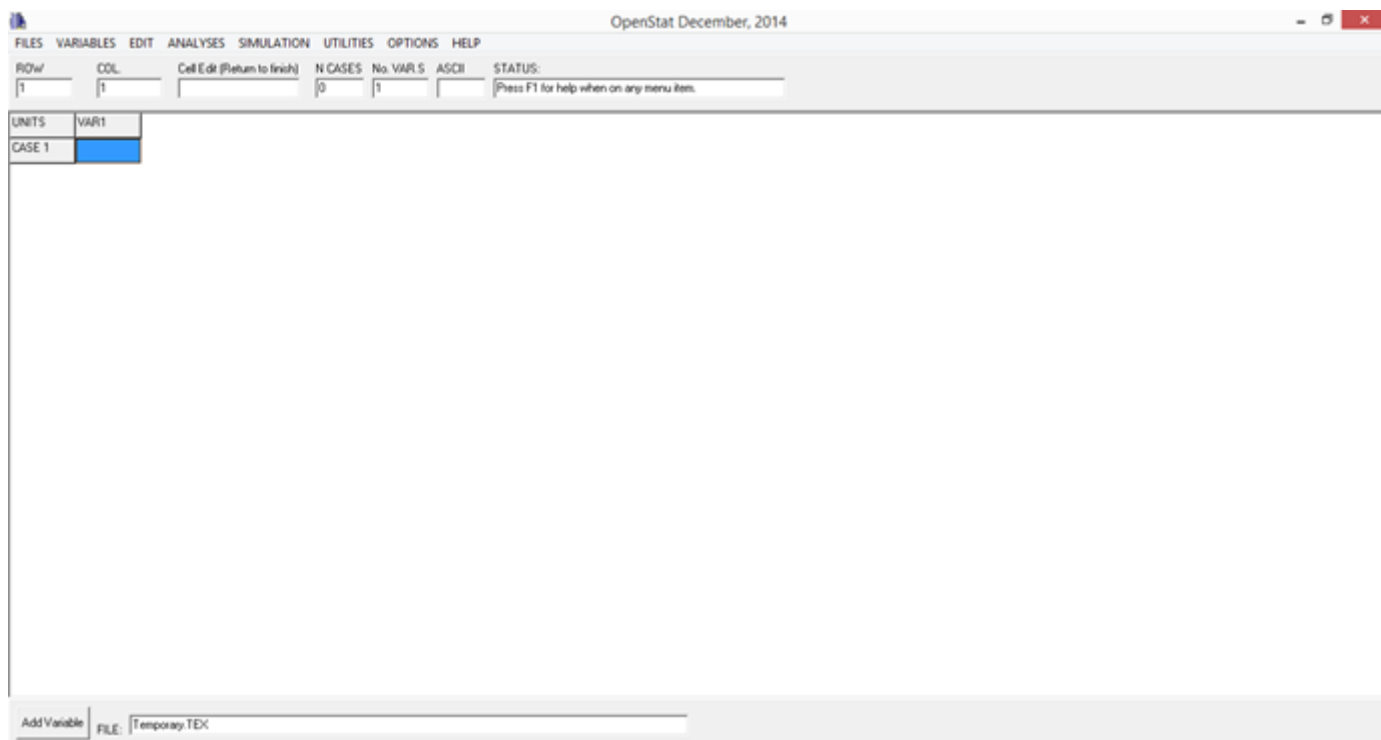 OpenStat December, 2014
FILES VARIABLES EDIT ANALYSES SIMULATION UTILITIES OPTIONS HELP
ROW COL. Cell Edit (Return to finish) N CASES No. VAR.S ASCII STATUS:
1 1 0 1 Press F1 for help when on any menu item.
UNITS VAR1
CASE 1
Add Variable FILE: Temporary.TEX